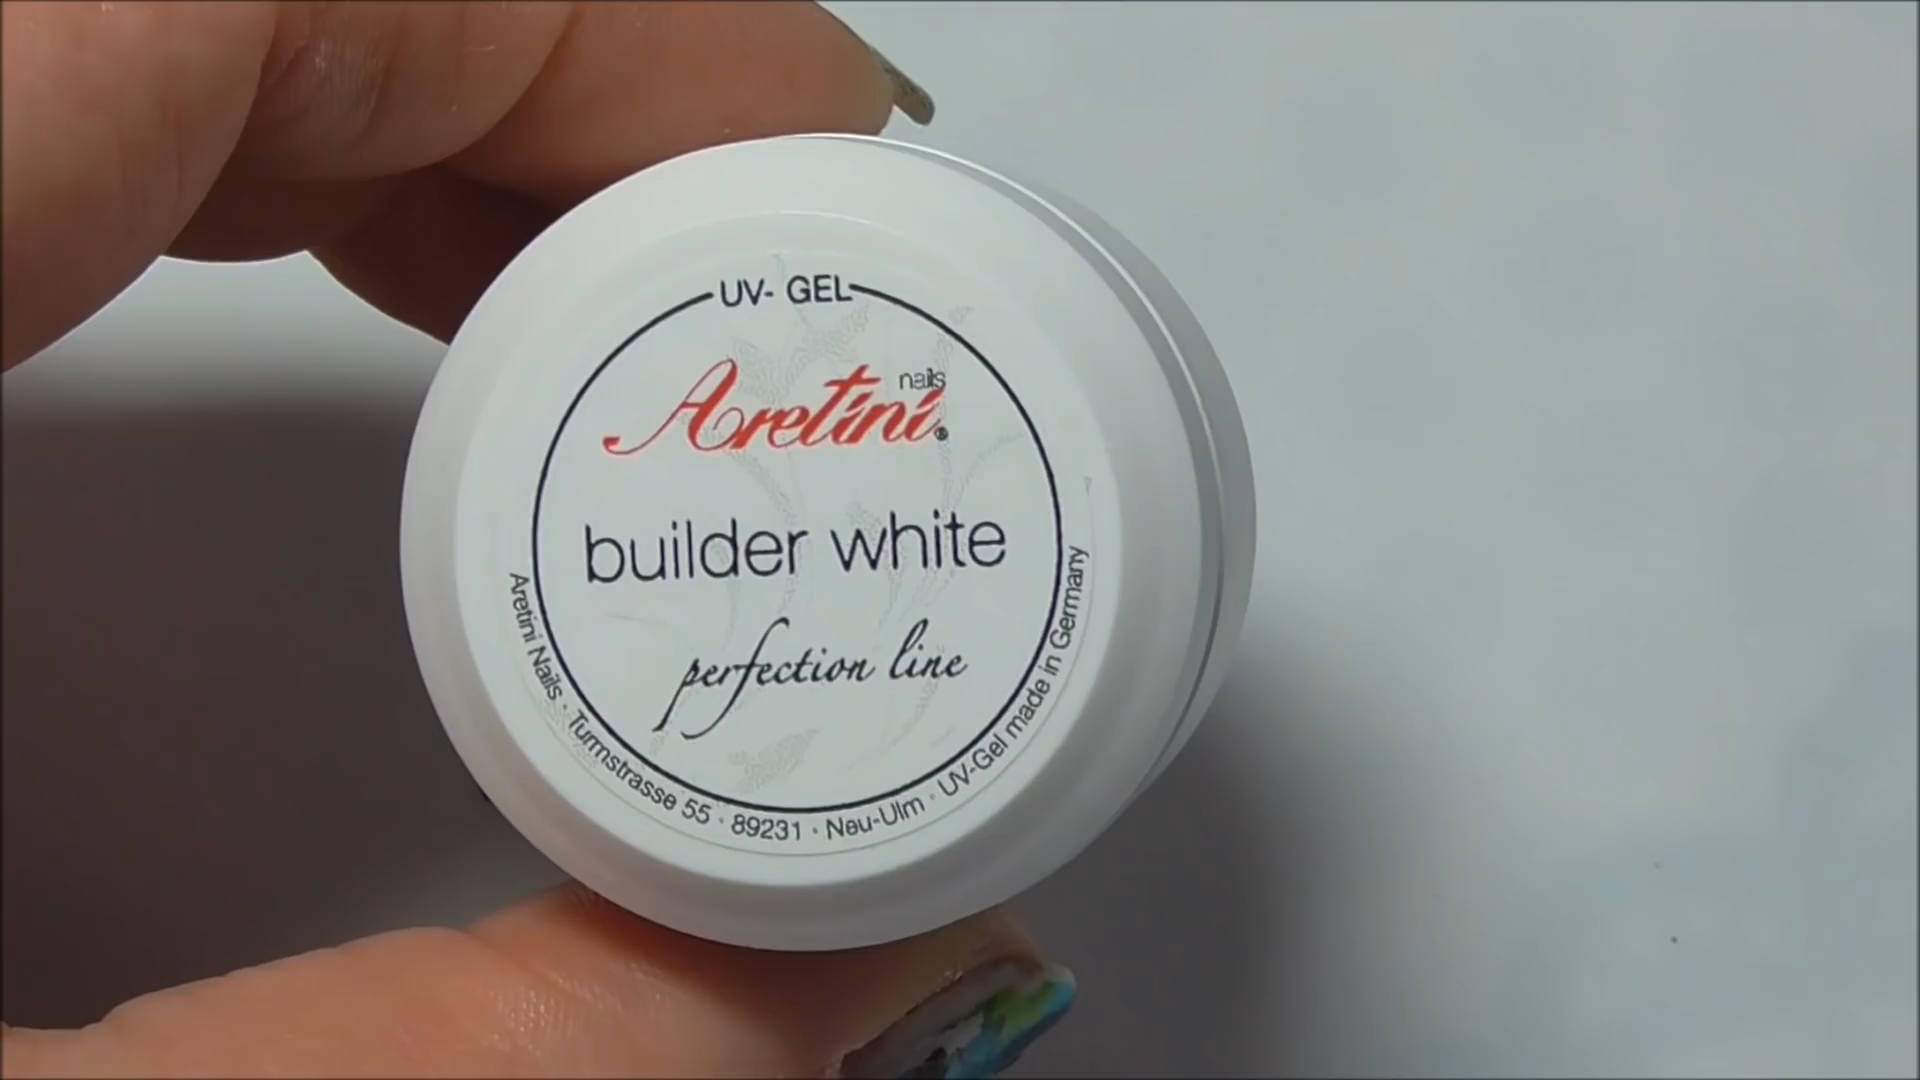 UV- GEL
Aretini nails ®
builder white
perfection line
Aretini Nails · Turmstrasse 55 · 89231 · Neu-Ulm · UV-Gel made in Germany